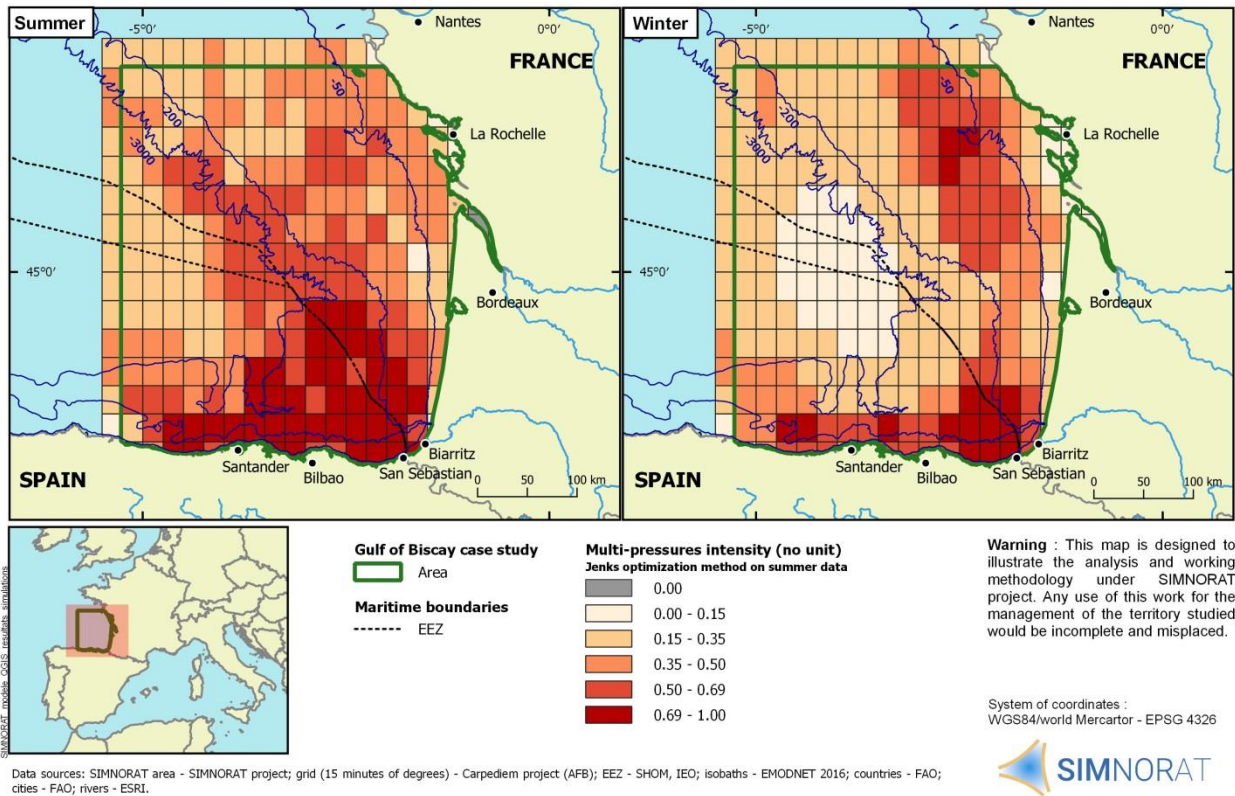 Summer
-5°0'
Nantes
0°0'
FRANCE
-50
-200
-3000
La Rochelle
45°0'
Bordeaux
Biarritz
Santander
San Sébastian
Bilbao
SPAIN
0 50 100 km
Winter
-5°0'
Nantes
0°0'
FRANCE
-50
-200
-3000
La Rochelle
45°0'
Bordeaux
Biarritz
Santander
San Sébastian
Bilbao
SPAIN
0 50 100 km
SIMNORAT_modele_QGIS_resultats_simulations
Gulf of Biscay case study
Area
Maritime boundaries
EEZ
Multi-pressures intensity (no unit)
Jenks optimization method on summer data
0.00
0.00 - 0.15
0.15 - 0.35
0.35 - 0.50
0.50 - 0.69
0.69 - 1.00
Warning : This map is designed to
illustrate the analysis and working
methodology under SIMNORAT
project. Any use of this work for the
management of the territory studied
would be incomplete and misplaced.
System of coordinates :
WGS84/world Mercartor - EPSG 4326
SIMNORAT
Data sources: SIMNORAT area - SIMNORAT project; grid (15 minutes of degrees) - Carpediem project (AFB); EEZ - SHOM, IEO; isobaths - EMODNET 2016; countries - FAO;
cities - FAO; rivers - ESRI.